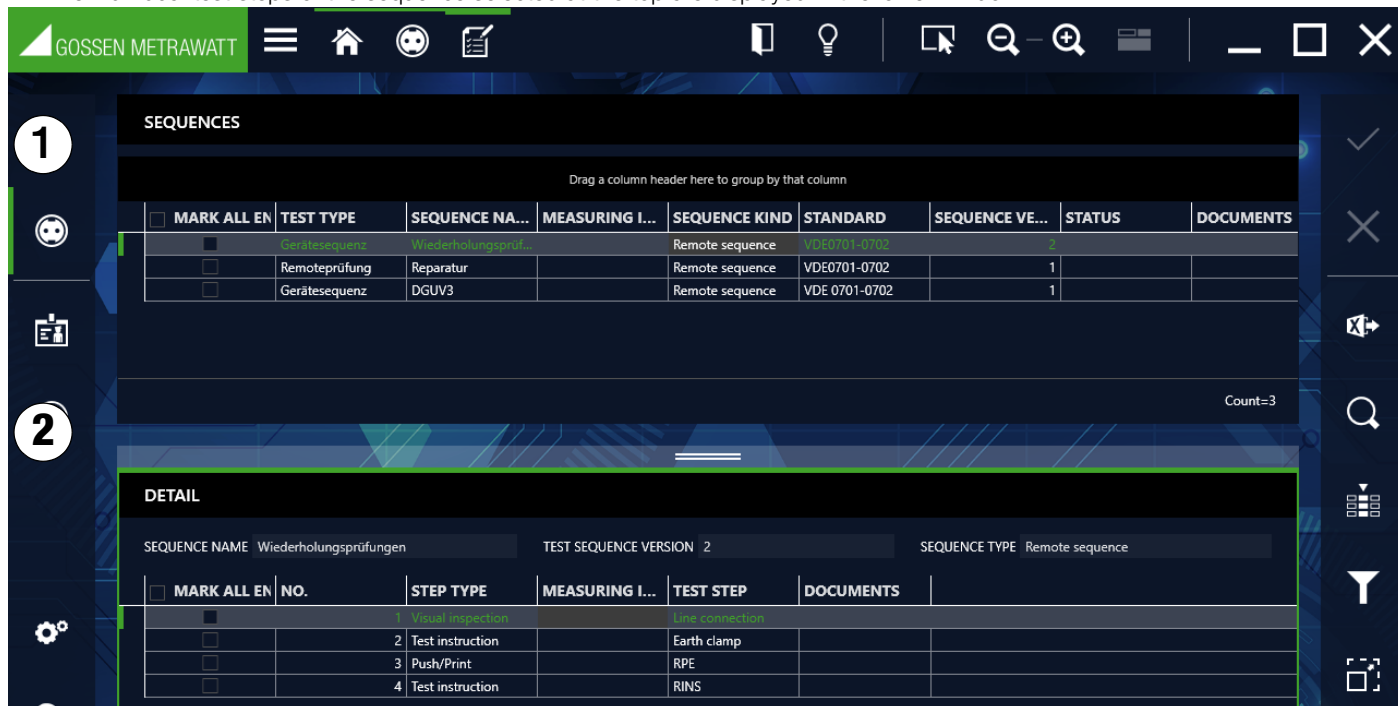 GOSSEN METRAWATT
1
SEQUENCES
Drag a column header here to group by that column
MARK ALL EN TEST TYPE SEQUENCE NA... MEASURING I... SEQUENCE KIND STANDARD SEQUENCE VE... STATUS DOCUMENTS
Gerätesequenz Wiederholungsprüf... Remote sequence VDE0701-0702 2
Remoteprüfung Reparatur Remote sequence VDE0701-0702 1
Gerätesequenz DGUV3 Remote sequence VDE 0701-0702 1
Count=3
2
DETAIL
SEQUENCE NAME Wiederholungsprüfungen TEST SEQUENCE VERSION 2 SEQUENCE TYPE Remote sequence
MARK ALL EN NO. STEP TYPE MEASURING I... TEST STEP DOCUMENTS
1 Visual inspection Line connection
2 Test instruction Earth clamp
3 Push/Print RPE
4 Test instruction RINS